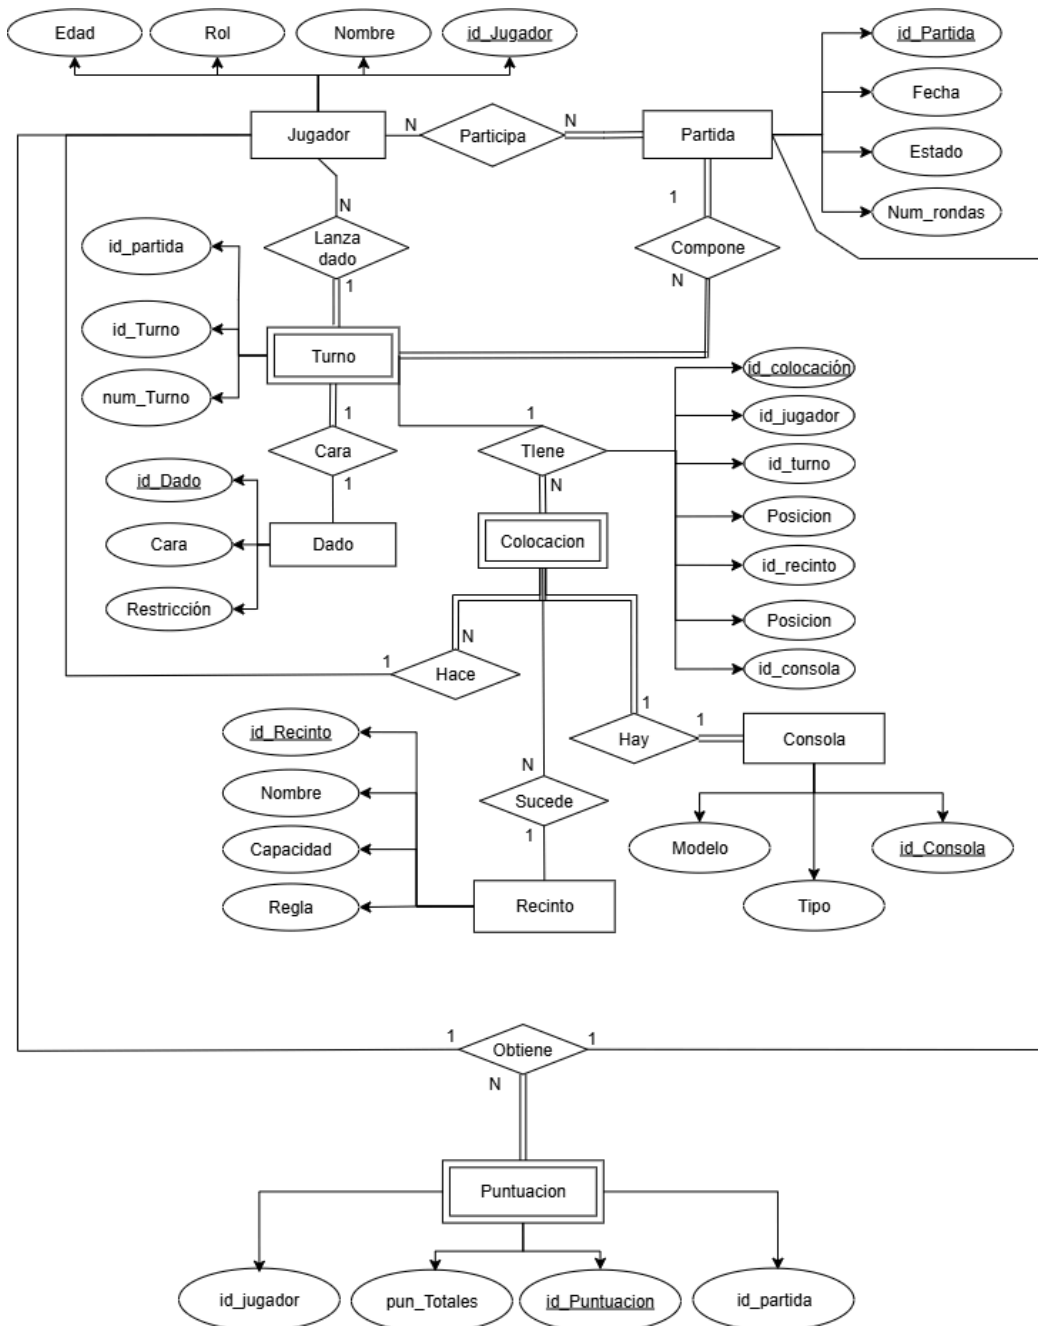 Edad
Rol
Nombre
id_Jugador
id_Partida
Fecha
Estado
Num_rondas
Jugador
N
Participa
N
Partida
N
Lanza
dado
1
1
Compone
N
id_partida
id_Turno
num_Turno
Turno
1
Cara
1
id_Dado
Cara
Restricción
Dado
1
TIene
N
id_colocación
id_jugador
id_turno
Posicion
id_recinto
Posicion
id_consola
Colocacion
N
1
Hace
1
Hay
1
Consola
Modelo
Tipo
id_Consola
N
Sucede
1
id_Recinto
Nombre
Capacidad
Regla
Recinto
1
Obtiene
1
N
Puntuacion
id_jugador
pun_Totales
id_Puntuacion
id_partida